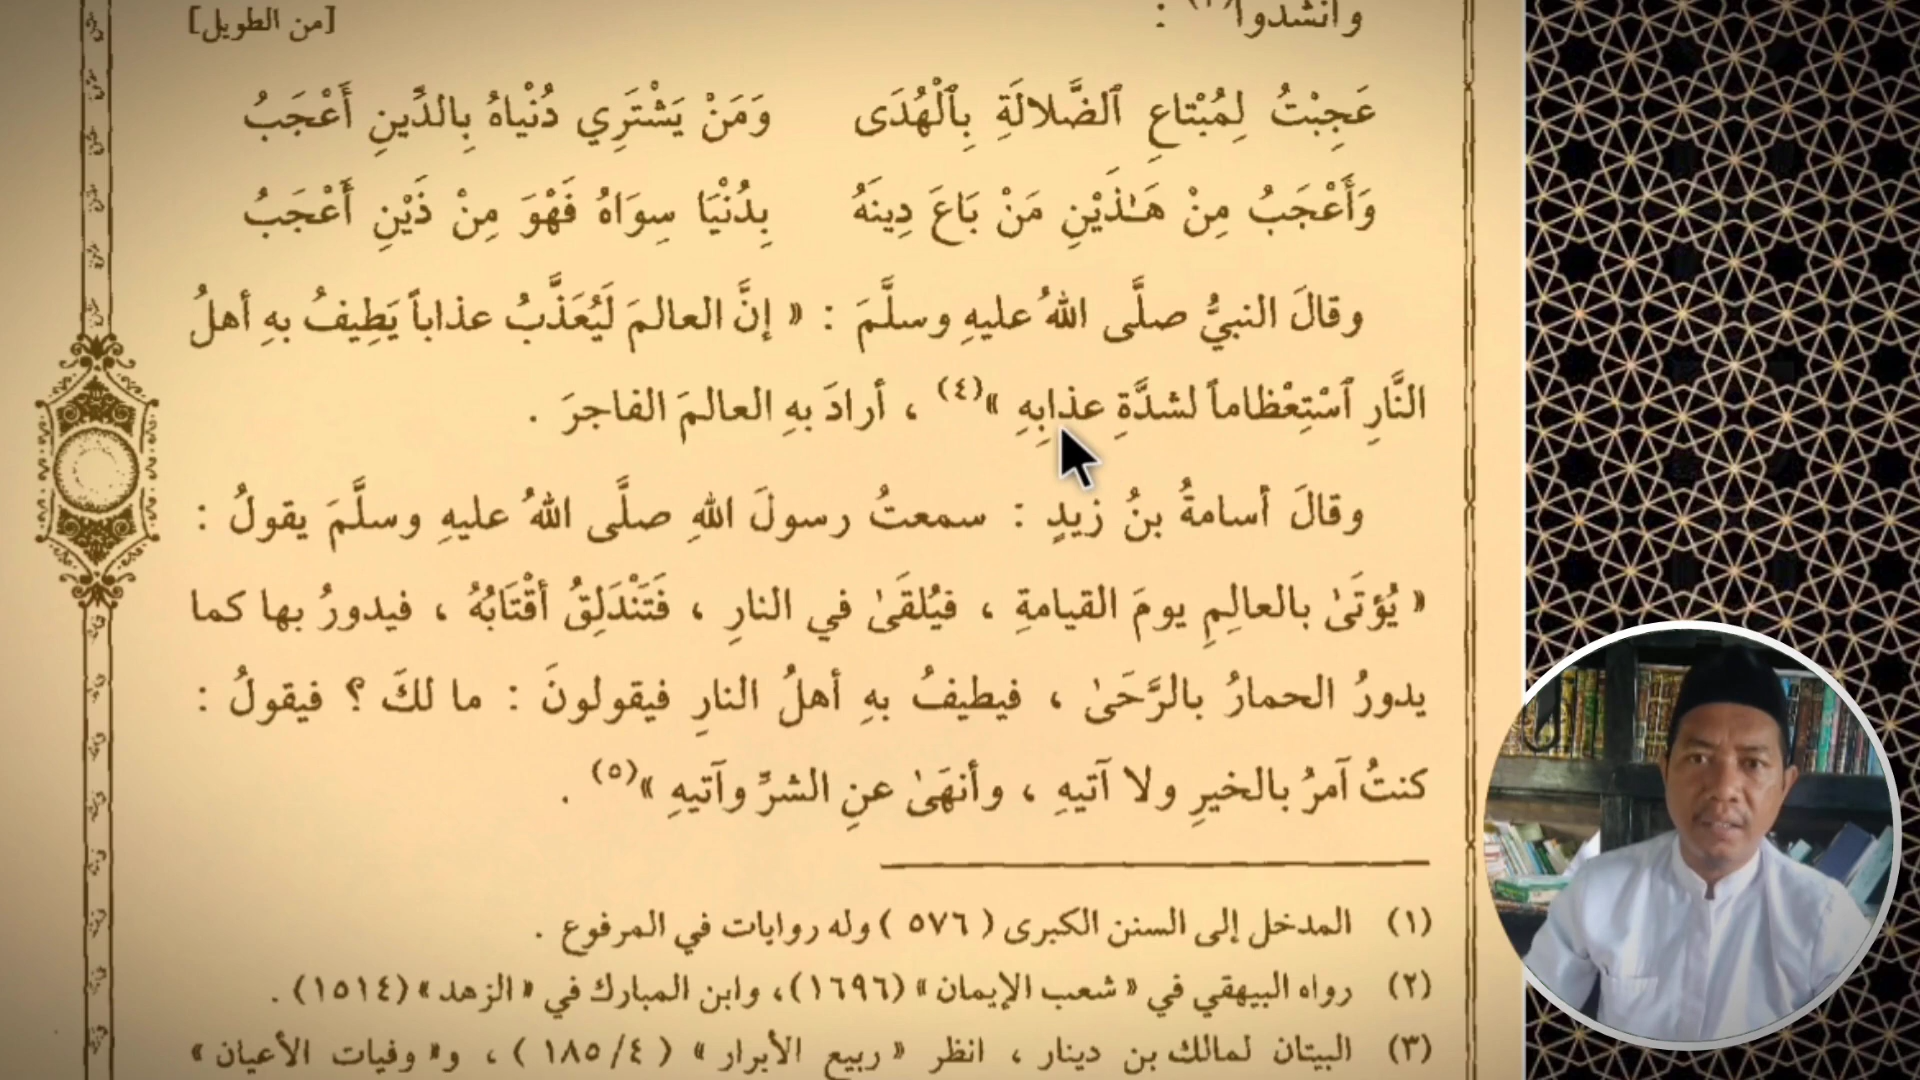 وأنشدوا(٣) : [من الطويل]
عَجِبْتُ لِمُبْتاعِ ٱلضَّلالَةِ بِٱلْهُدَى وَمَنْ يَشْتَرِي دُنْياهُ بِالدِّينِ أَعْجَبُ
وَأَعْجَبُ مِنْ هَـٰذَيْنِ مَنْ بَاعَ دِينَهُ بِدُنْيَا سِوَاهُ فَهْوَ مِنْ ذَيْنِ أَعْجَبُ
وقالَ النبيُّ صلَّى اللهُ عليهِ وسلَّمَ : « إنَّ العالمَ لَيُعَذَّبُ عذاباً يَطِيفُ بهِ أهلُ
النَّارِ ٱسْتِعْظاماً لشدَّةِ عذابِهِ »(٤) ، أرادَ بهِ العالمَ الفاجرَ .
وقالَ أسامةُ بنُ زيدٍ : سمعتُ رسولَ اللهِ صلَّى اللهُ عليهِ وسلَّمَ يقولُ :
« يُؤتَىٰ بالعالِمِ يومَ القيامةِ ، فيُلقَىٰ في النارِ ، فَتَنْدَلِقُ أقْتَابُهُ ، فيدورُ بها كما
يدورُ الحمارُ بالرَّحَىٰ ، فيطيفُ بهِ أهلُ النارِ فيقولونَ : ما لكَ ؟ فيقولُ :
كنتُ آمرُ بالخيرِ ولا آتيهِ ، وأنهَىٰ عنِ الشرِّ وآتيهِ »(٥) .
(١) المدخل إلى السنن الكبرى ( ٥٧٦ ) وله روايات في المرفوع .
(٢) رواه البيهقي في « شعب الإيمان » (١٦٩٦)، وابن المبارك في « الزهد » (١٥١٤) .
(٣) البيتان لمالك بن دينار ، انظر « ربيع الأبرار » ( ١٨٥/٤ ) ، و« وفيات الأعيان »